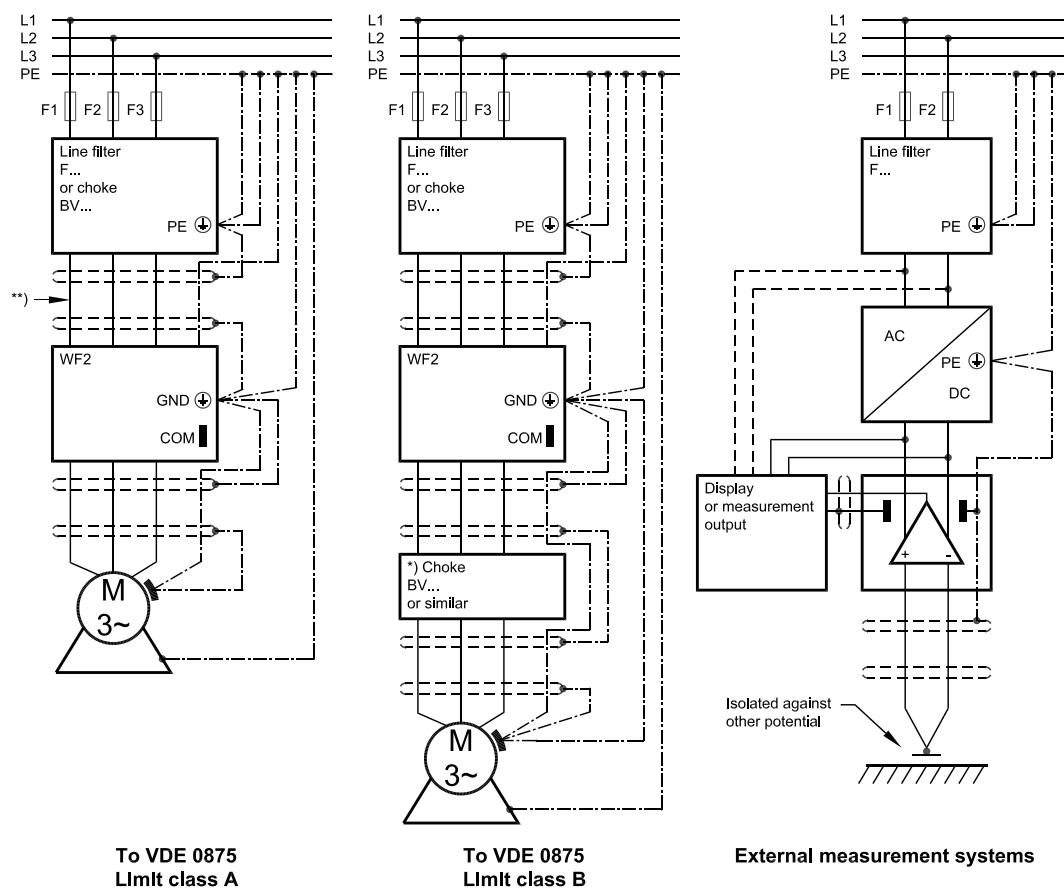 L1
L2
L3
PE
F1 F2 F3
Line filter
F...
or choke
BV...
PE
**)
WF2
GND
COM
M
3~
To VDE 0875
LImIt class A
L1
L2
L3
PE
F1 F2 F3
Line filter
F...
or choke
BV...
PE
WF2
GND
COM
*) Choke
BV...
or similar
M
3~
To VDE 0875
LImIt class B
L1
L2
L3
PE
F1 F2
Line filter
F...
PE
AC
PE
DC
Display
or measurement
output
+ -
Isolated against
other potential
External measurement systems